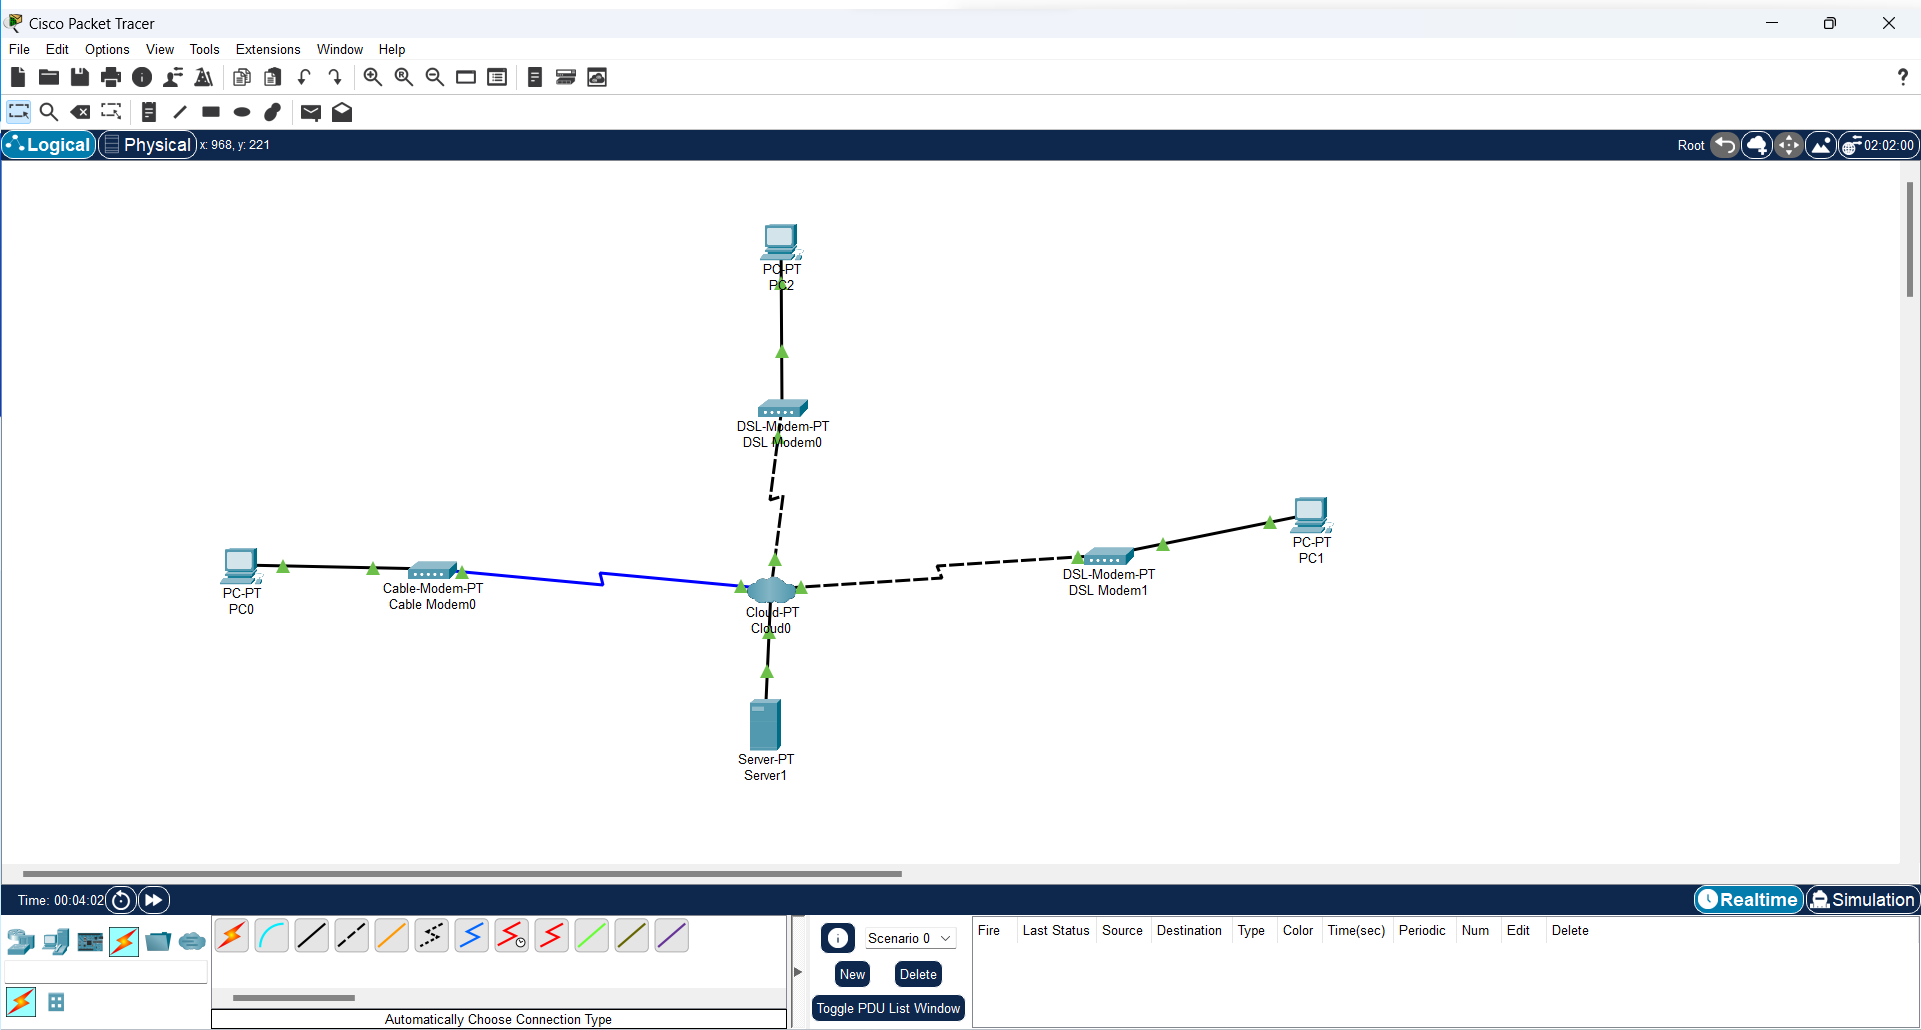 Cisco Packet Tracer
File Edit Options View Tools Extensions Window Help
?
Logical Physical x: 968, y: 221 Root 02:02:00
PC-PT
PC2
DSL-Modem-PT
DSL Modem0
PC-PT
PC1
DSL-Modem-PT
DSL Modem1
PC-PT
PC0
Cable-Modem-PT
Cable Modem0
Cloud-PT
Cloud0
Server-PT
Server1
Time: 00:04:02 Realtime Simulation
Scenario 0
New Delete
Toggle PDU List Window
Fire Last Status Source Destination Type Color Time(sec) Periodic Num Edit Delete
Automatically Choose Connection Type